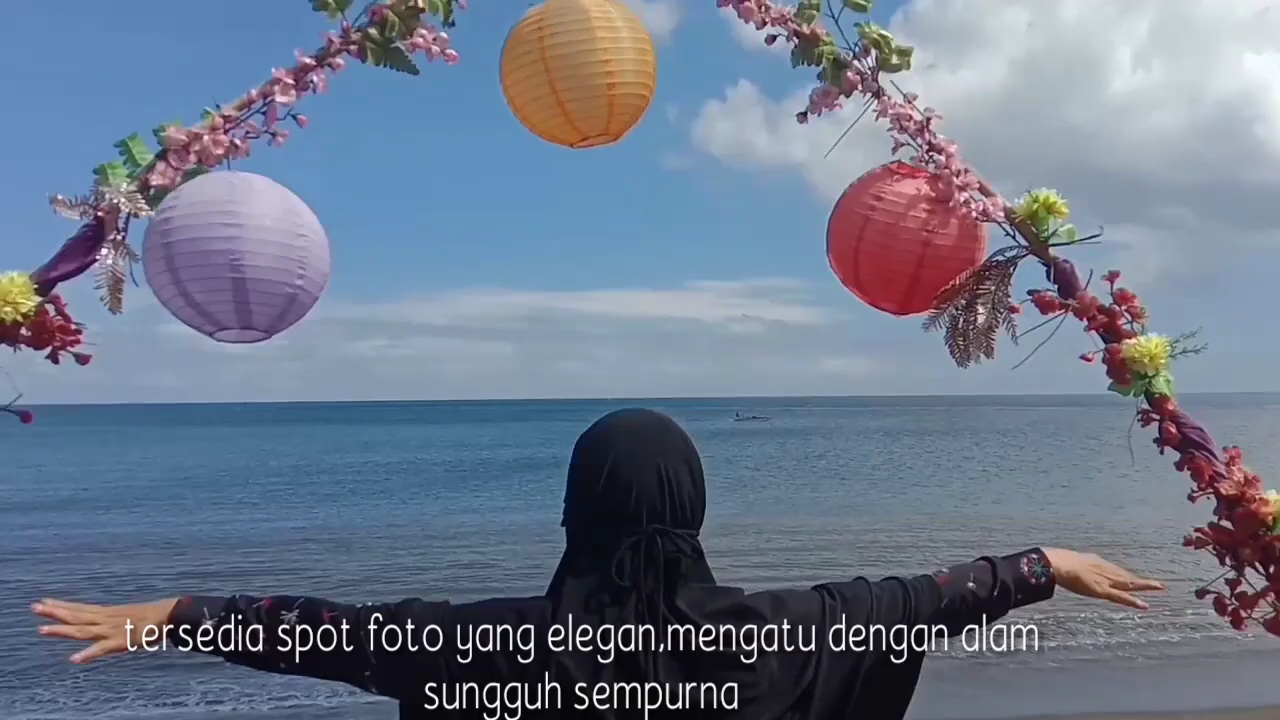 tersedia spot foto yang elegan,mengatu dengan alam
sungguh sempurna